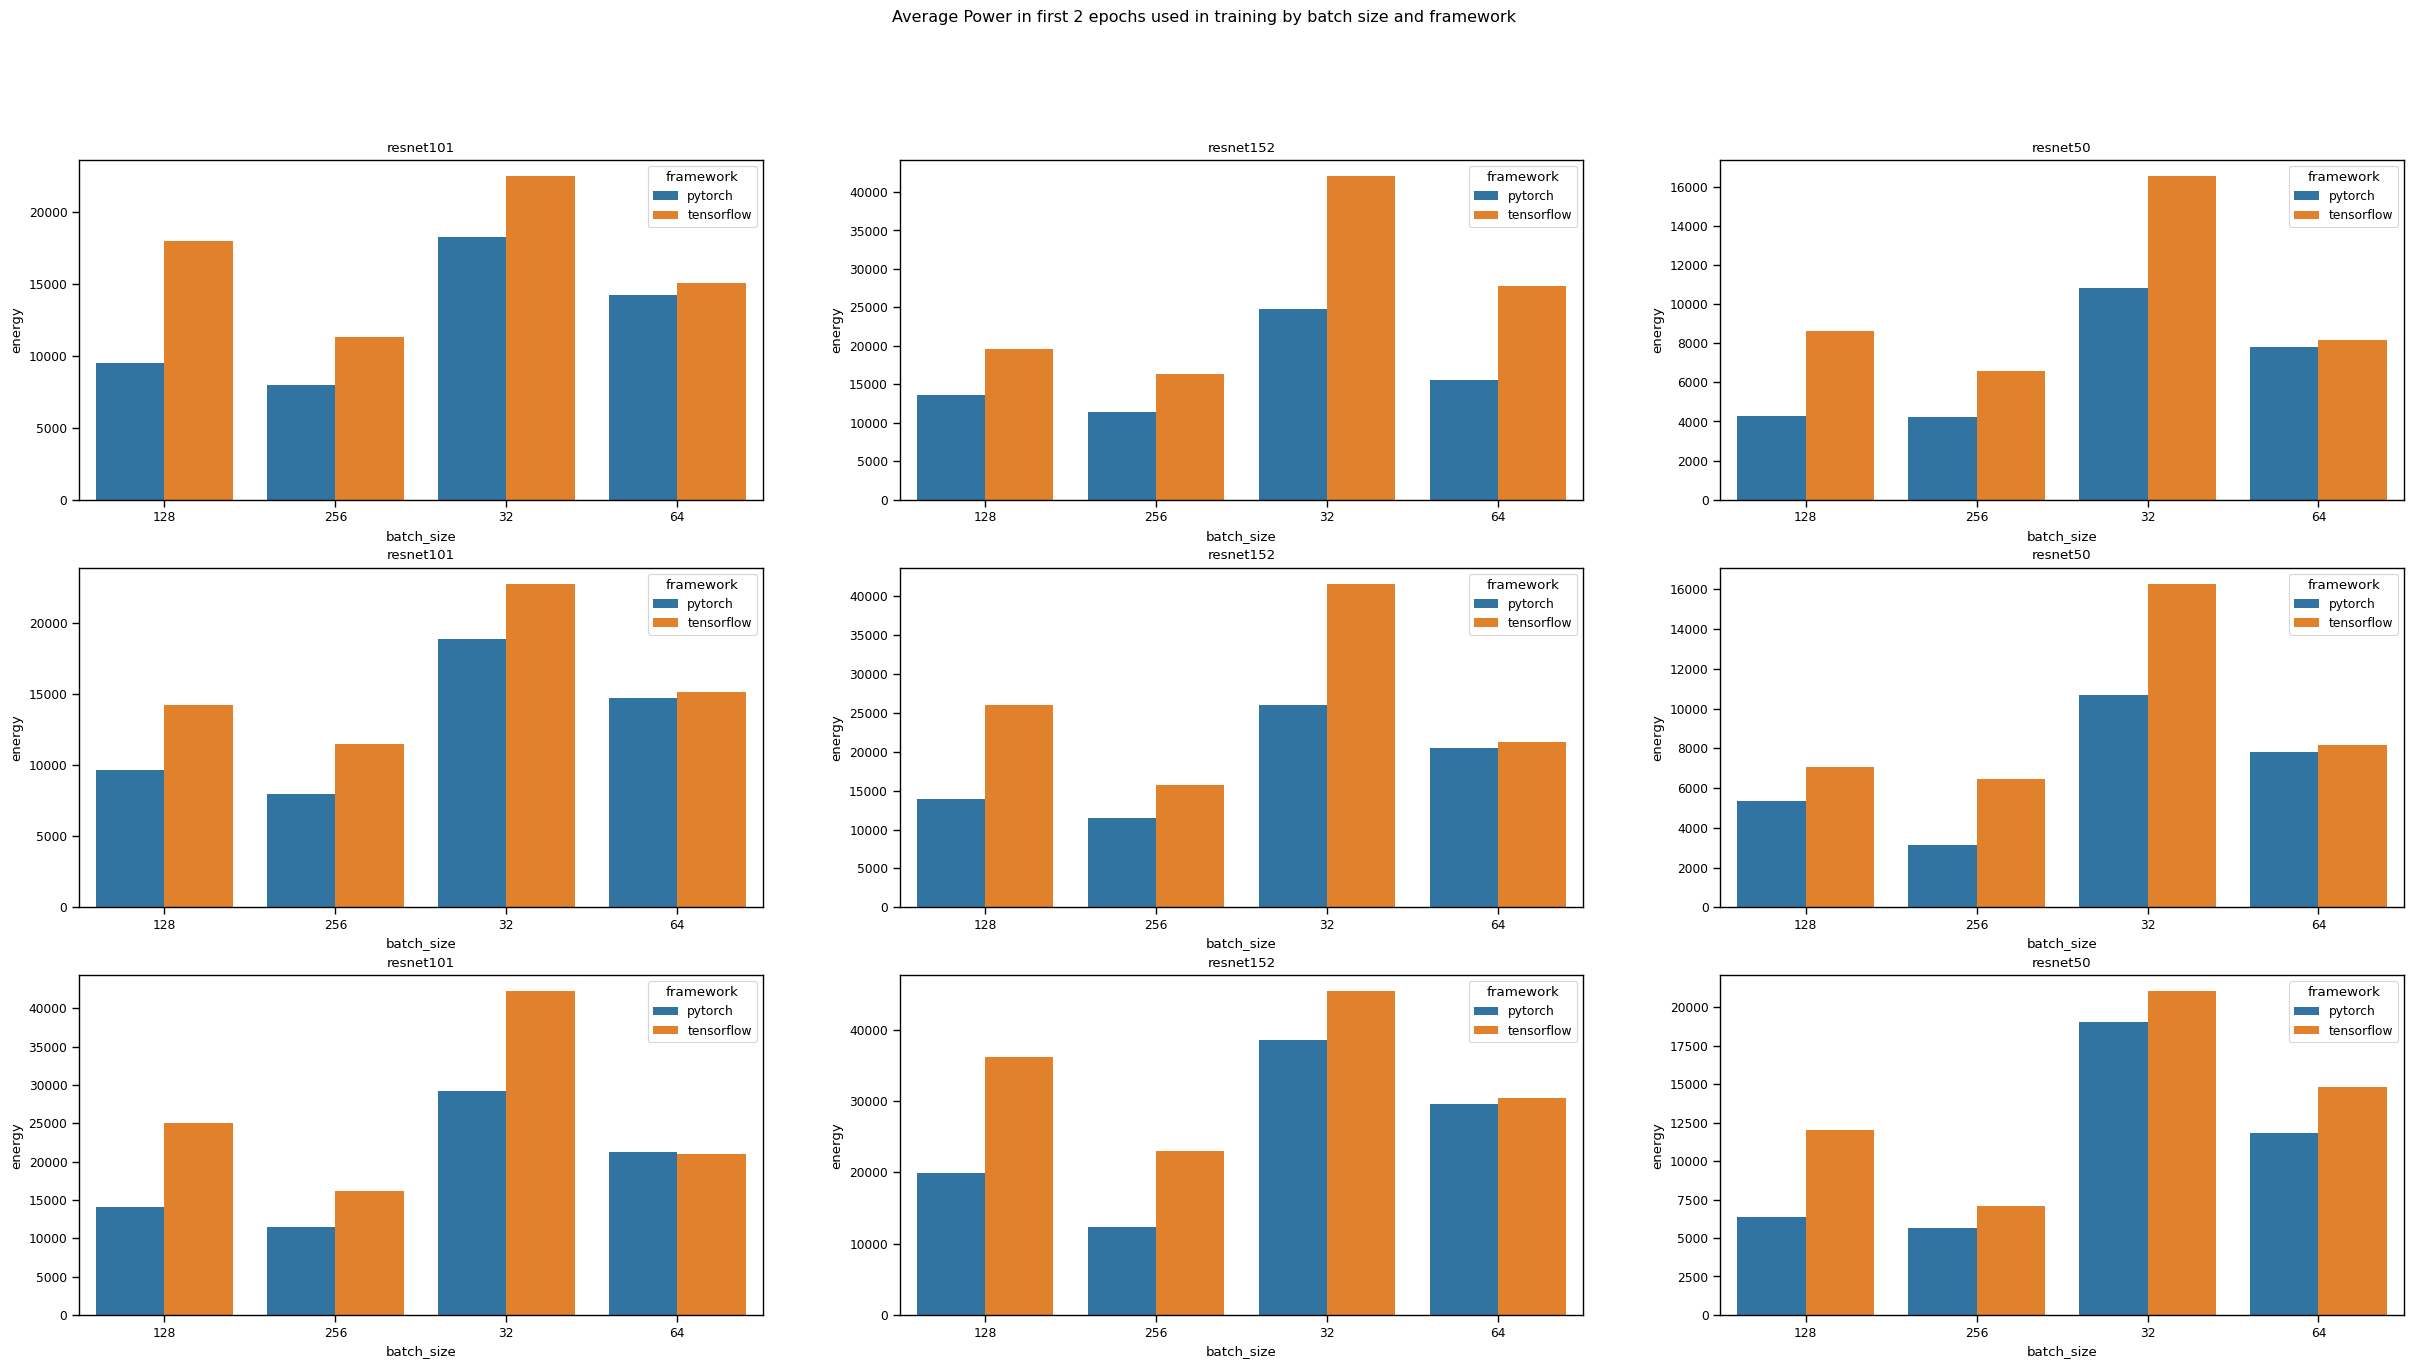 Average Power in first 2 epochs used in training by batch size and framework
resnet101
energy
20000
15000
10000
5000
0
framework
pytorch
tensorflow
128 256 32 64
batch_size
resnet152
energy
40000
35000
30000
25000
20000
15000
10000
5000
0
framework
pytorch
tensorflow
128 256 32 64
batch_size
resnet50
energy
16000
14000
12000
10000
8000
6000
4000
2000
0
framework
pytorch
tensorflow
128 256 32 64
batch_size
resnet101
energy
20000
15000
10000
5000
0
framework
pytorch
tensorflow
128 256 32 64
batch_size
resnet152
energy
40000
35000
30000
25000
20000
15000
10000
5000
0
framework
pytorch
tensorflow
128 256 32 64
batch_size
resnet50
energy
16000
14000
12000
10000
8000
6000
4000
2000
0
framework
pytorch
tensorflow
128 256 32 64
batch_size
resnet101
energy
40000
35000
30000
25000
20000
15000
10000
5000
0
framework
pytorch
tensorflow
128 256 32 64
batch_size
resnet152
energy
40000
30000
20000
10000
0
framework
pytorch
tensorflow
128 256 32 64
batch_size
resnet50
energy
20000
17500
15000
12500
10000
7500
5000
2500
0
framework
pytorch
tensorflow
128 256 32 64
batch_size